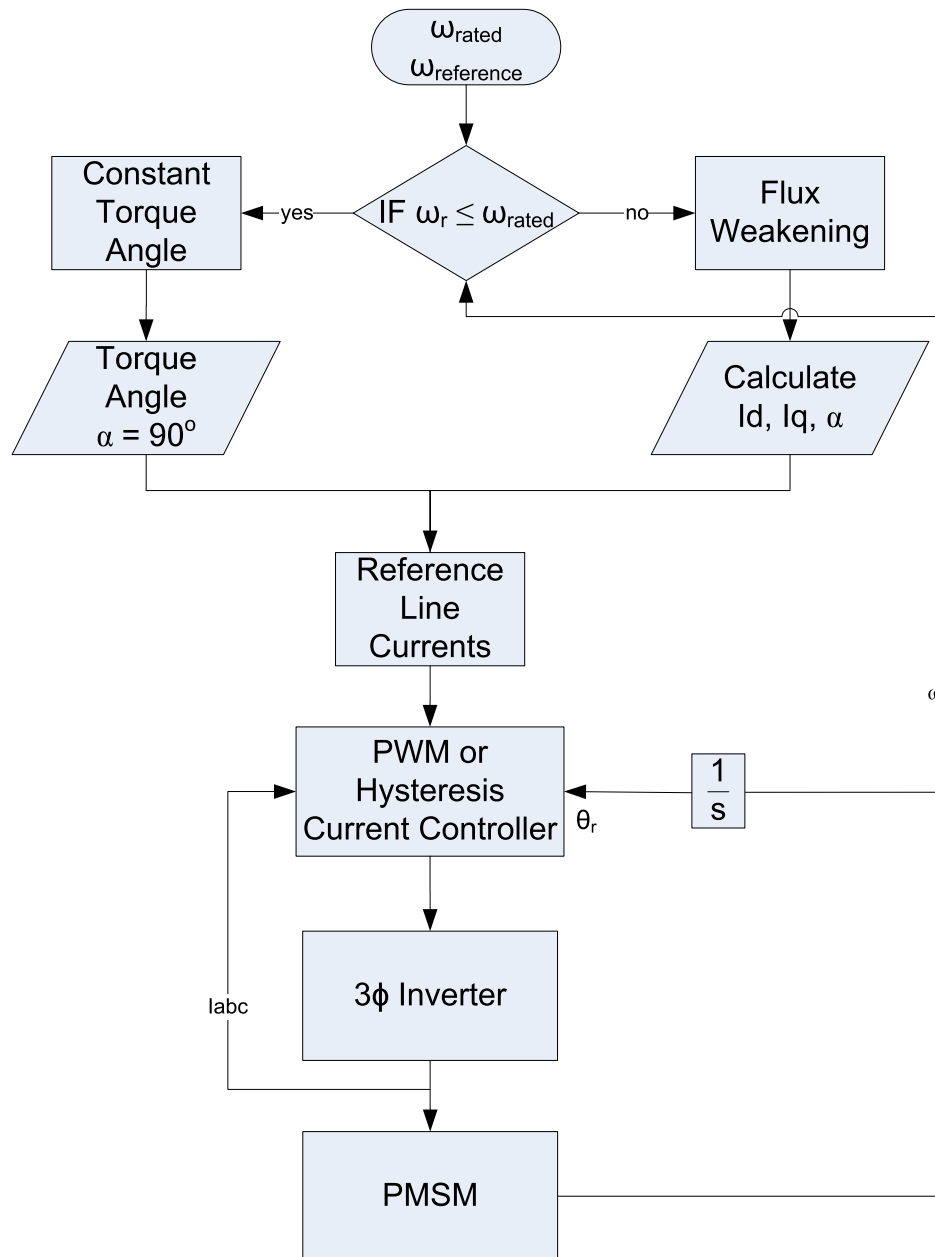 ωrated
ωreference
IF ωr ≤ ωrated
yes
no
Constant
Torque
Angle
Flux
Weakening
Torque
Angle
α = 90o
Calculate
Id, Iq, α
Reference
Line
Currents
PWM or
Hysteresis
Current Controller
θr
1
s
3ϕ Inverter
Iabc
PMSM